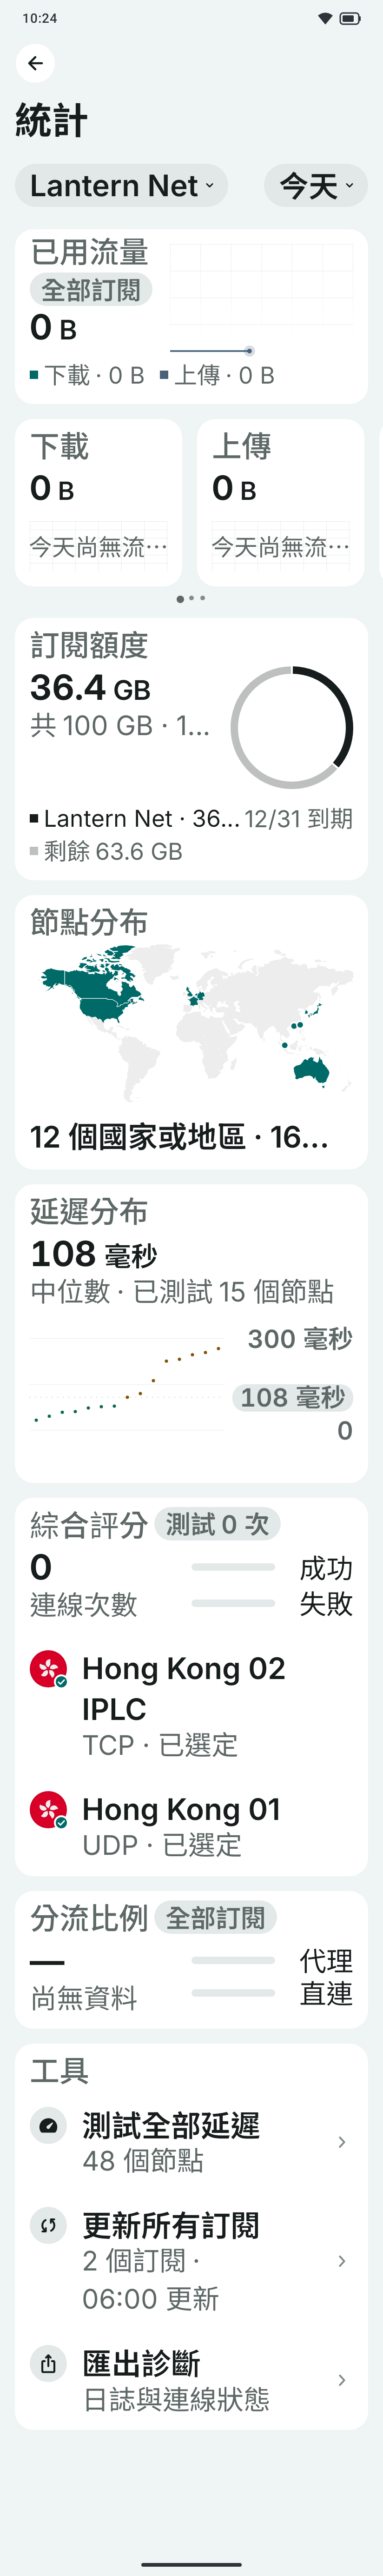 10:24
統計
Lantern Net
今天
已用流量
全部訂閱
0 B
下載 · 0 B
上傳 · 0 B
下載
0 B
今天尚無流…
上傳
0 B
今天尚無流…
訂閱額度
36.4 GB
共 100 GB · 1…
Lantern Net · 36… 12/31 到期
剩餘 63.6 GB
節點分布
12 個國家或地區 · 16…
延遲分布
108 毫秒
中位數 · 已測試 15 個節點
300 毫秒
108 毫秒
0
綜合評分 測試 0 次
0
連線次數
成功
失敗
Hong Kong 02
IPLC
TCP · 已選定
Hong Kong 01
UDP · 已選定
分流比例 全部訂閱
—
尚無資料
代理
直連
工具
測試全部延遲
48 個節點
更新所有訂閱
2 個訂閱 ·
06:00 更新
匯出診斷
日誌與連線狀態